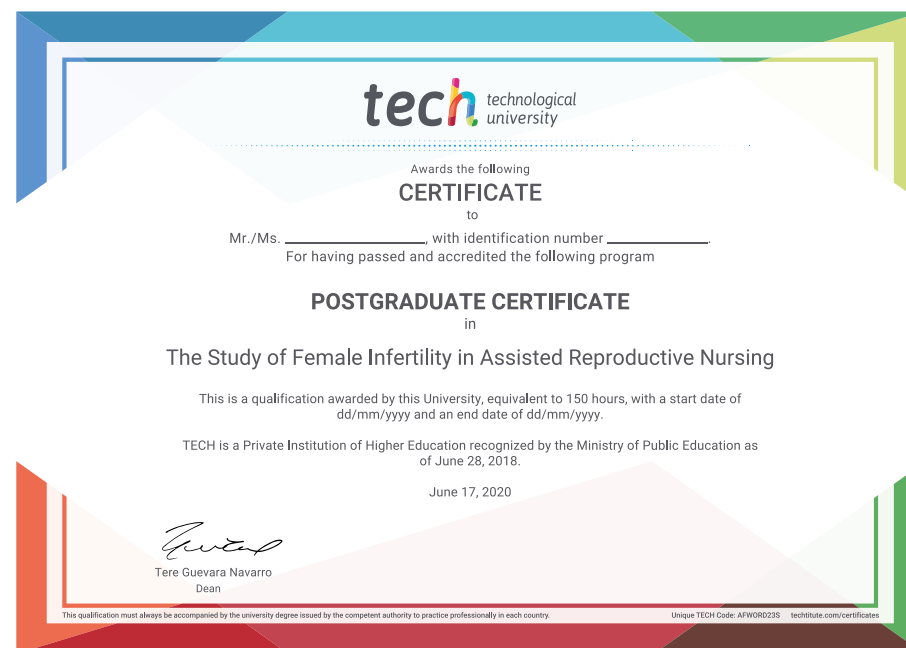 tech technological
university
Awards the following
CERTIFICATE
to
Mr./Ms. ____________________, with identification number ______________.
For having passed and accredited the following program
POSTGRADUATE CERTIFICATE
in
The Study of Female Infertility in Assisted Reproductive Nursing
This is a qualification awarded by this University, equivalent to 150 hours, with a start date of
dd/mm/yyyy and an end date of dd/mm/yyyy.
TECH is a Private Institution of Higher Education recognized by the Ministry of Public Education as
of June 28, 2018.
June 17, 2020
Tere Guevara Navarro
Dean
This qualification must always be accompanied by the university degree issued by the competent authority to practice professionally in each country. Unique TECH Code: AFWORD23S techtitute.com/certificates